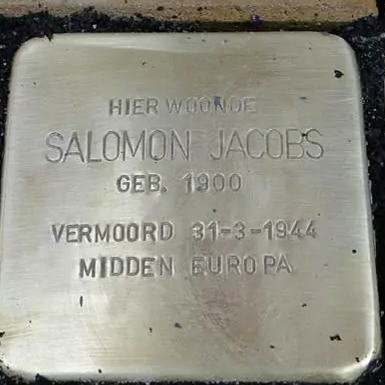 HIER WOONDE
SALOMON JACOBS
GEB. 1900
VERMOORD 31-3-1944
MIDDEN EUROPA